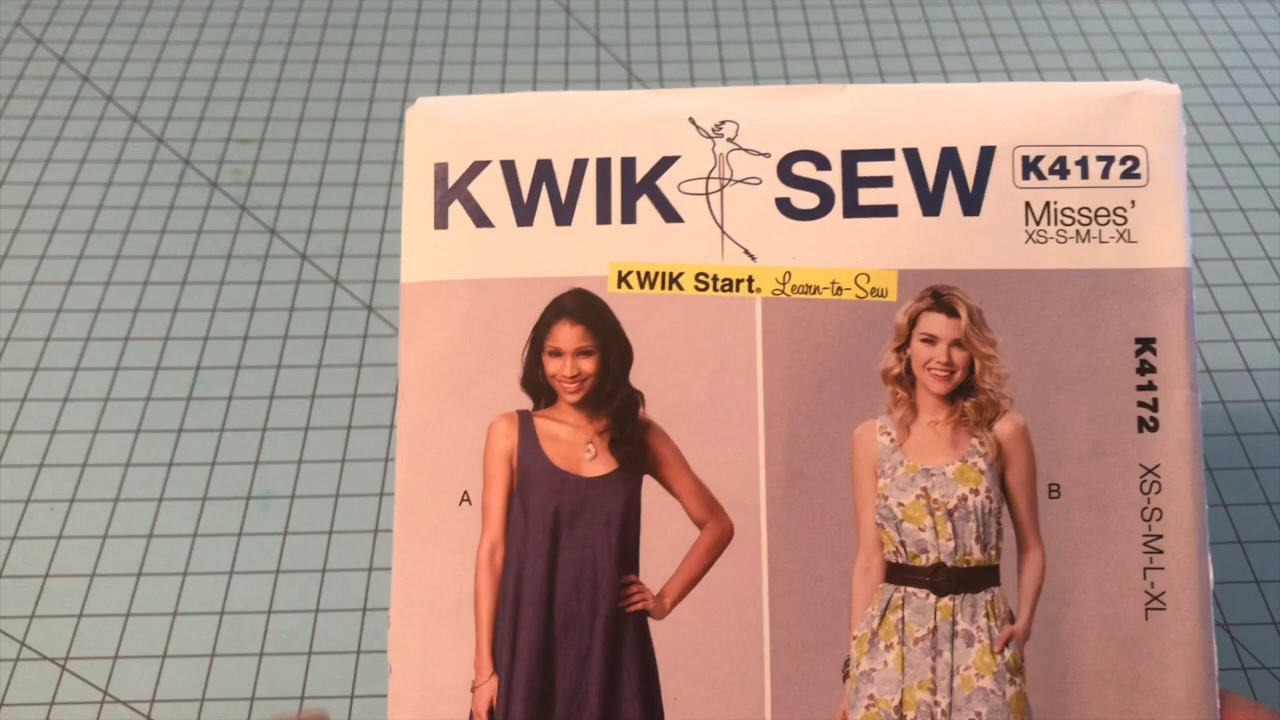 KWIK SEW
K4172
Misses'
XS-S-M-L-XL
KWIK Start® Learn-to-Sew
A
B
K4172 XS-S-M-L-XL